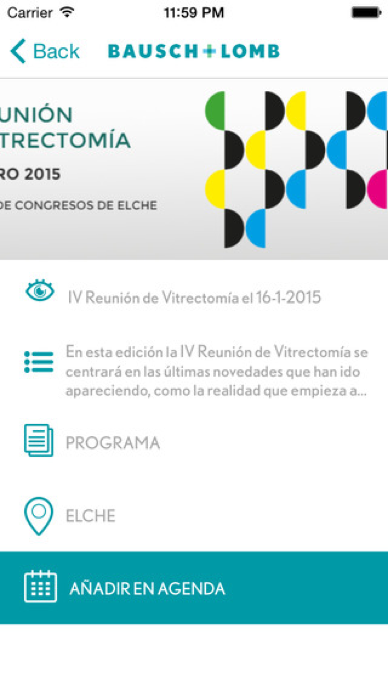 Carrier 11:59 PM
Back BAUSCH+LOMB
UNIÓN
TRECTOMÍA
RO 2015
DE CONGRESOS DE ELCHE
IV Reunión de Vitrectomía el 16-1-2015
En esta edición la IV Reunión de Vitrectomía se
centrará en las últimas novedades que han ido
apareciendo, como la realidad que empieza a...
PROGRAMA
ELCHE
AÑADIR EN AGENDA